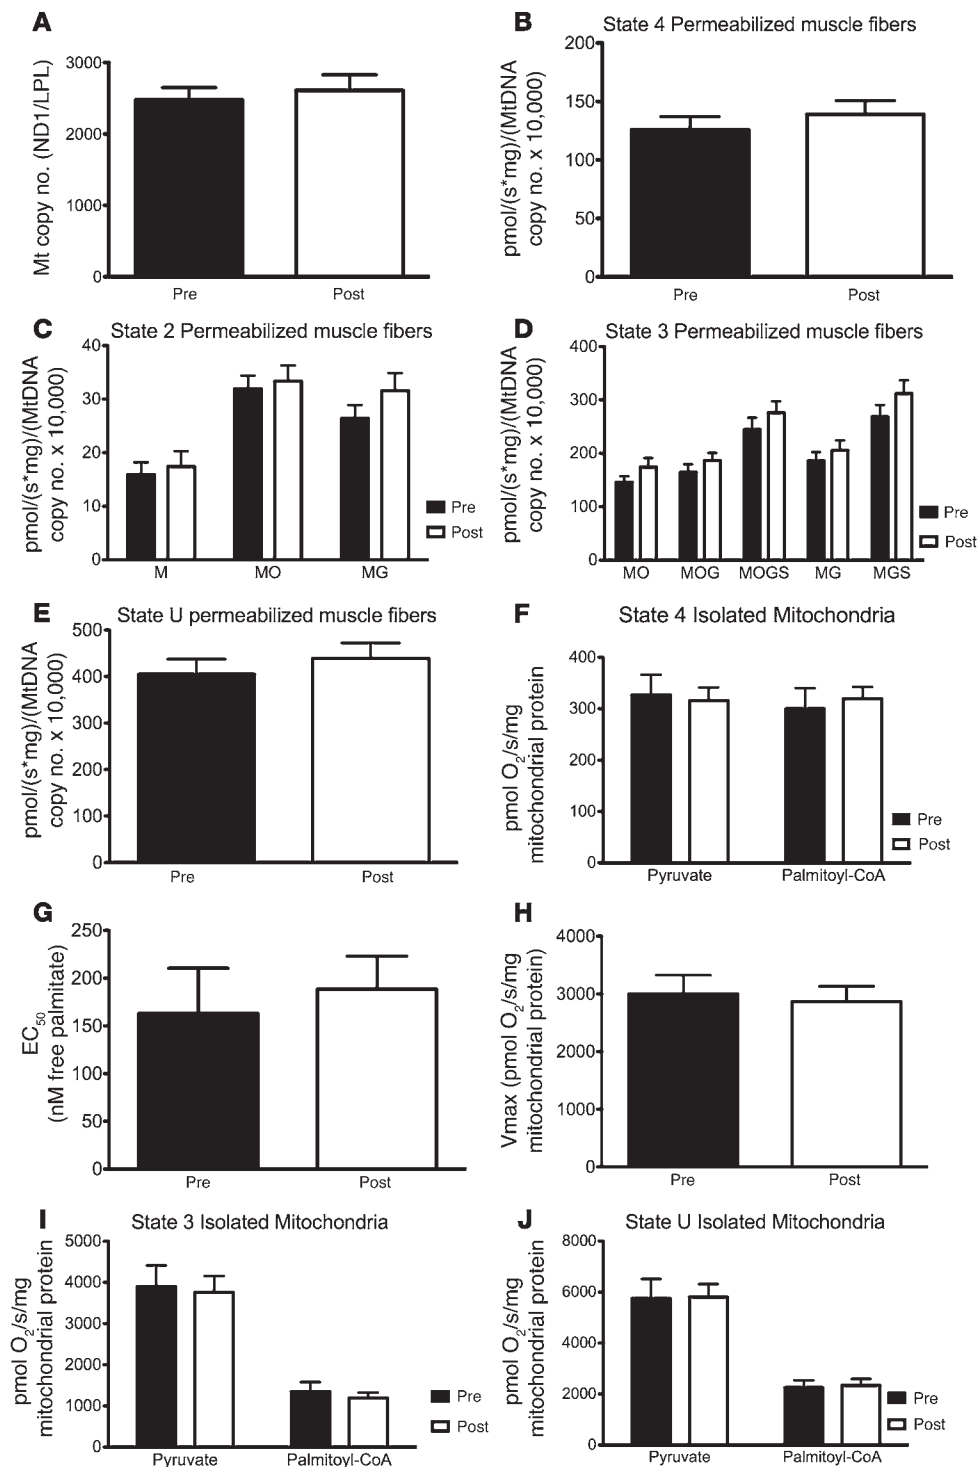 A
Mt copy no. (ND1/LPL)
3000
2000
1000
0
Pre
Post
B
State 4 Permeabilized muscle fibers
pmol/(s*mg)/(MtDNA
copy no. x 10,000)
200
150
100
50
0
Pre
Post
C
State 2 Permeabilized muscle fibers
pmol/(s*mg)/(MtDNA
copy no. x 10,000)
40
30
20
10
0
M
MO
MG
Pre
Post
D
State 3 Permeabilized muscle fibers
pmol/(s*mg)/(MtDNA
copy no. x 10,000)
400
300
200
100
0
MO
MOG
MOGS
MG
MGS
Pre
Post
E
State U permeabilized muscle fibers
pmol/(s*mg)/(MtDNA
copy no. x 10,000)
500
400
300
200
100
0
Pre
Post
F
State 4 Isolated Mitochondria
pmol O2/s/mg
mitochondrial protein
400
300
200
100
0
Pyruvate
Palmitoyl-CoA
Pre
Post
G
EC50
(nM free palmitate)
250
200
150
100
50
0
Pre
Post
H
Vmax (pmol O2/s/mg
mitochondrial protein)
4000
3000
2000
1000
0
Pre
Post
I
State 3 Isolated Mitochondria
pmol O2/s/mg
mitochondrial protein
5000
4000
3000
2000
1000
0
Pyruvate
Palmitoyl-CoA
Pre
Post
J
State U Isolated Mitochondria
pmol O2/s/mg
mitochondrial protein
8000
6000
4000
2000
0
Pyruvate
Palmitoyl-CoA
Pre
Post